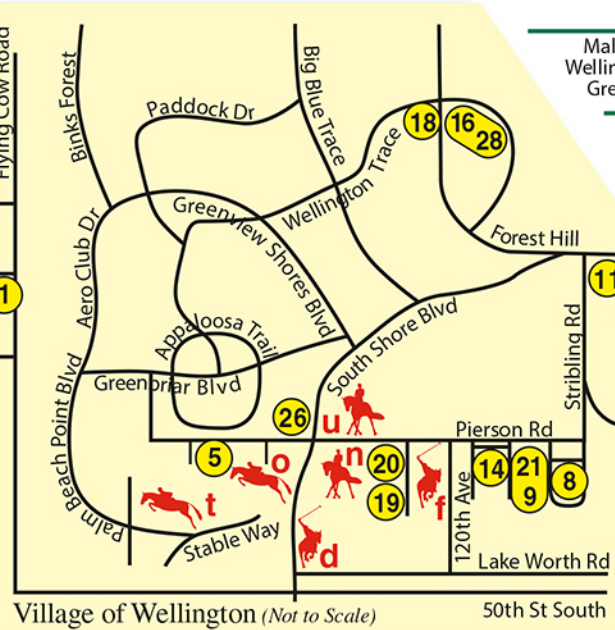 Flying Cow Road
Binks Forest
Paddock Dr
Big Blue Trace
Wellington Trace
18
16
28
Mal
Wellin
Gre
Greenview Shores Blvd
Forest Hill
Aero Club Dr
1
11
Appaloosa Trail
South Shore Blvd
Stribling Rd
Greenbriar Blvd
26
u
Pierson Rd
Palm Beach Point Blvd
5
o
n
20
19
f
14
21
9
8
120th Ave
t
Stable Way
d
Lake Worth Rd
Village of Wellington (Not to Scale)
50th St South